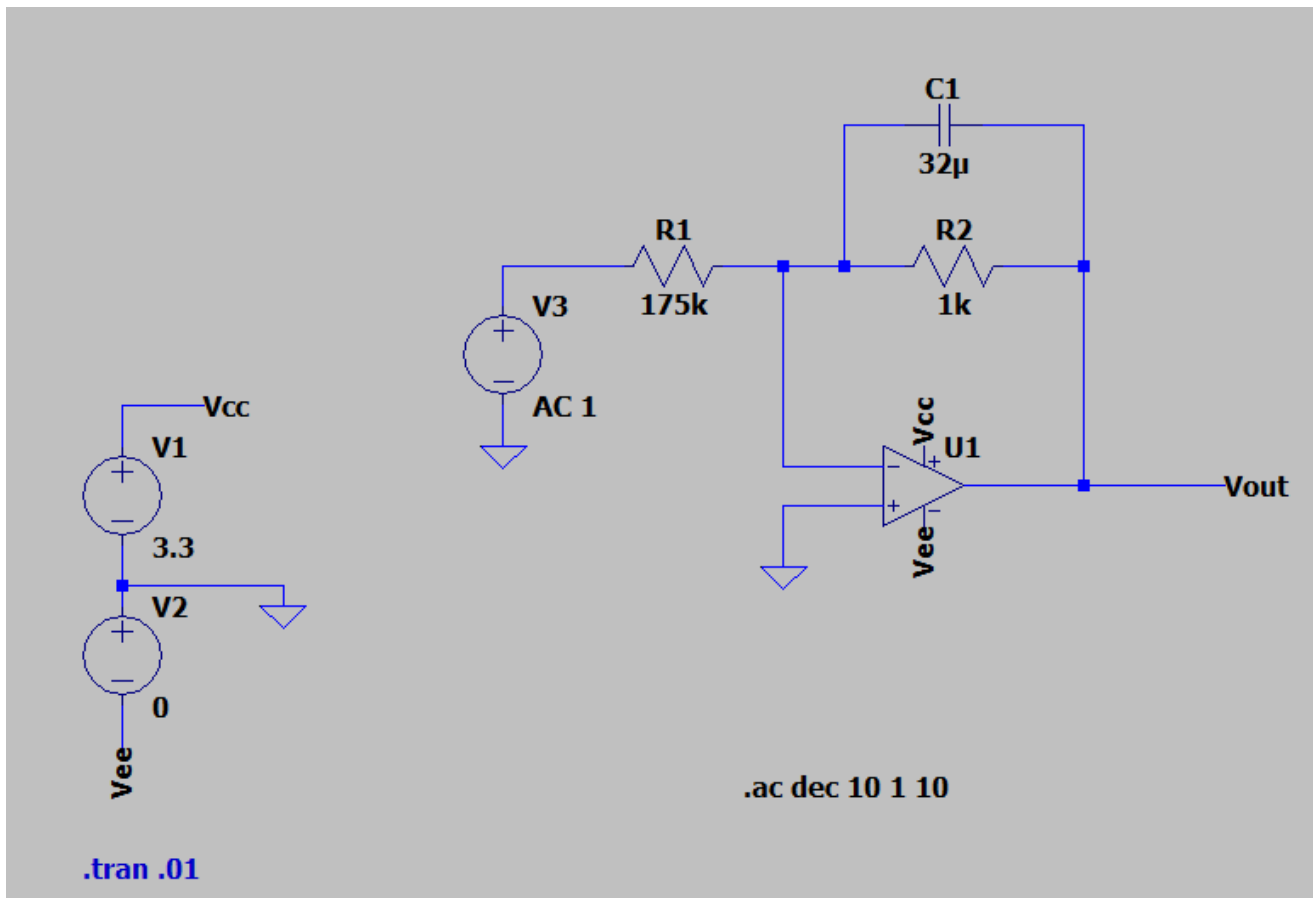 C1
32µ
R1
R2
175k
1k
V3
AC 1
Vcc
V1
3.3
V2
0
Vee
Vcc
U1
Vee
Vout
.ac dec 10 1 10
.tran .01